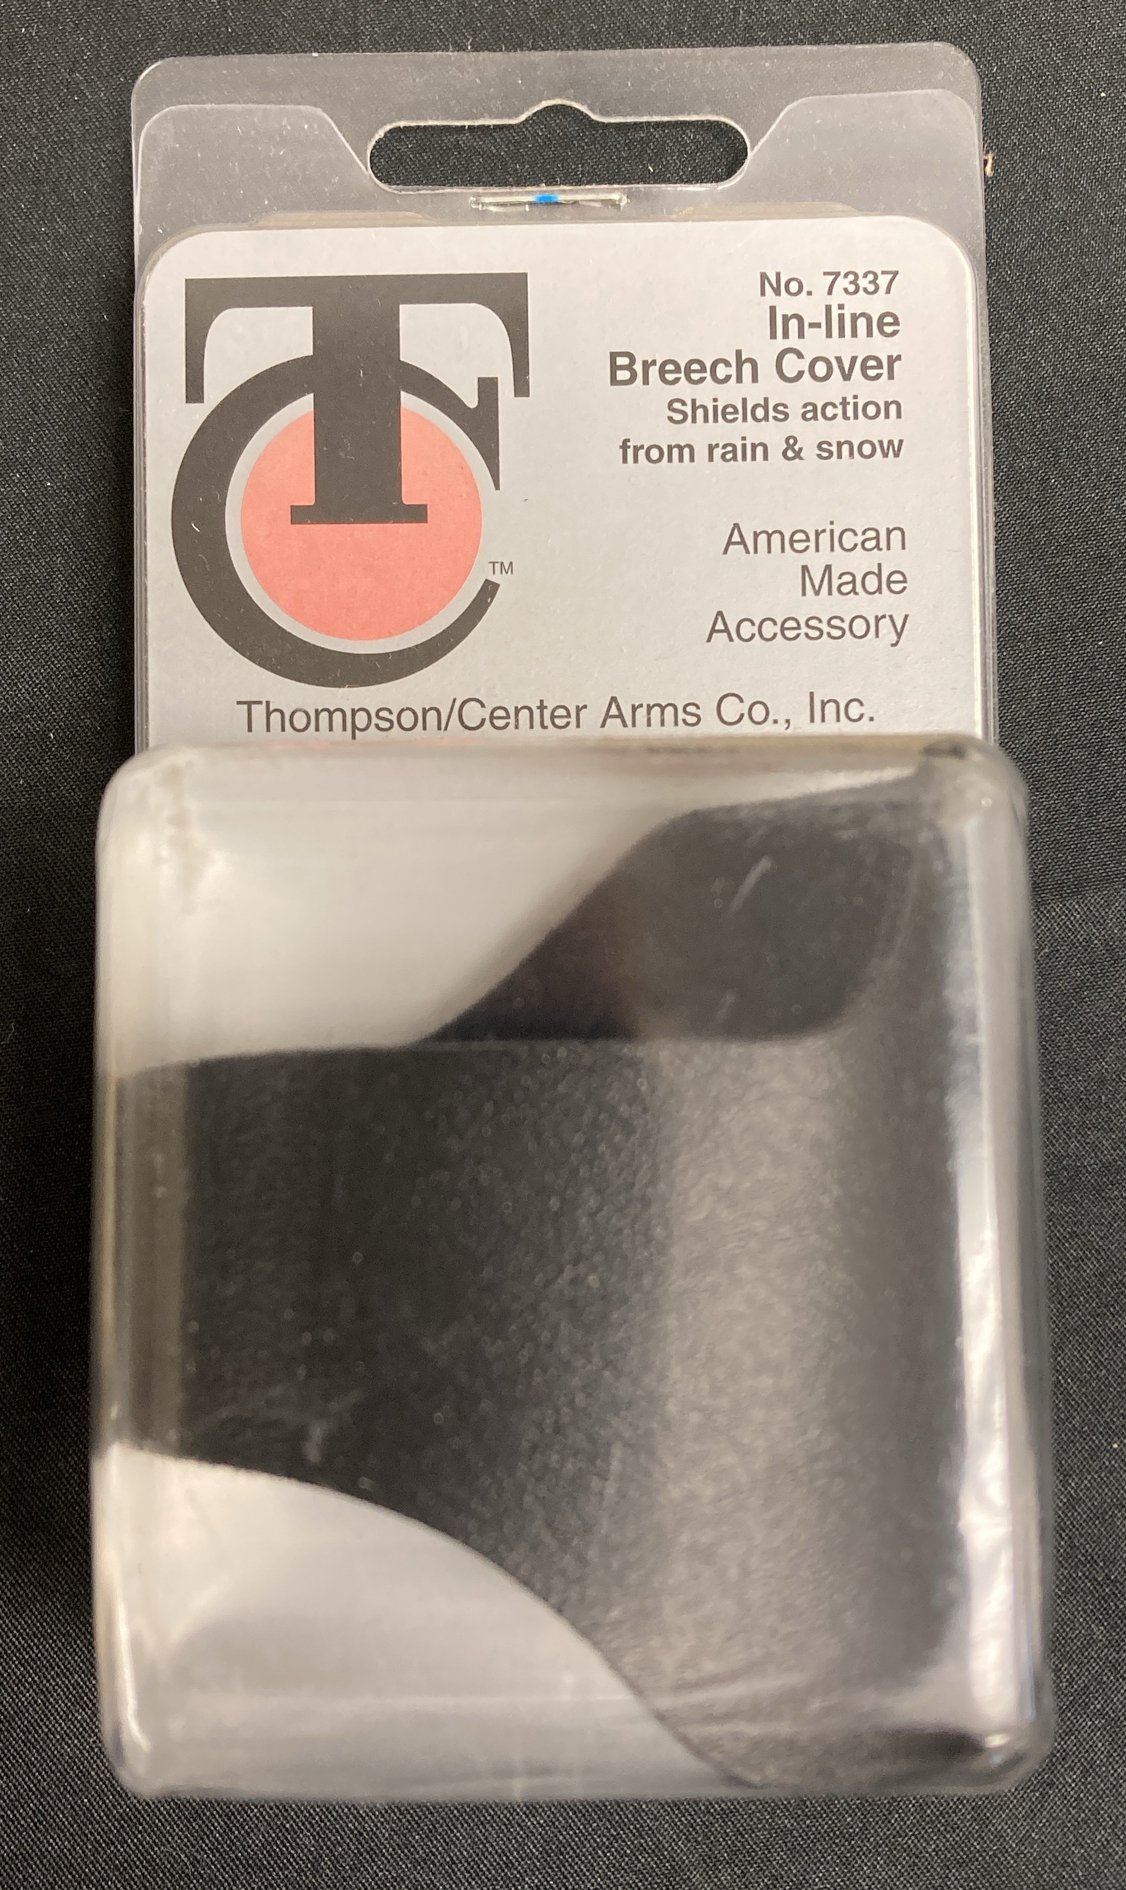 TC
TM
No. 7337
In-line
Breech Cover
Shields action
from rain & snow
American
Made
Accessory
Thompson/Center Arms Co., Inc.